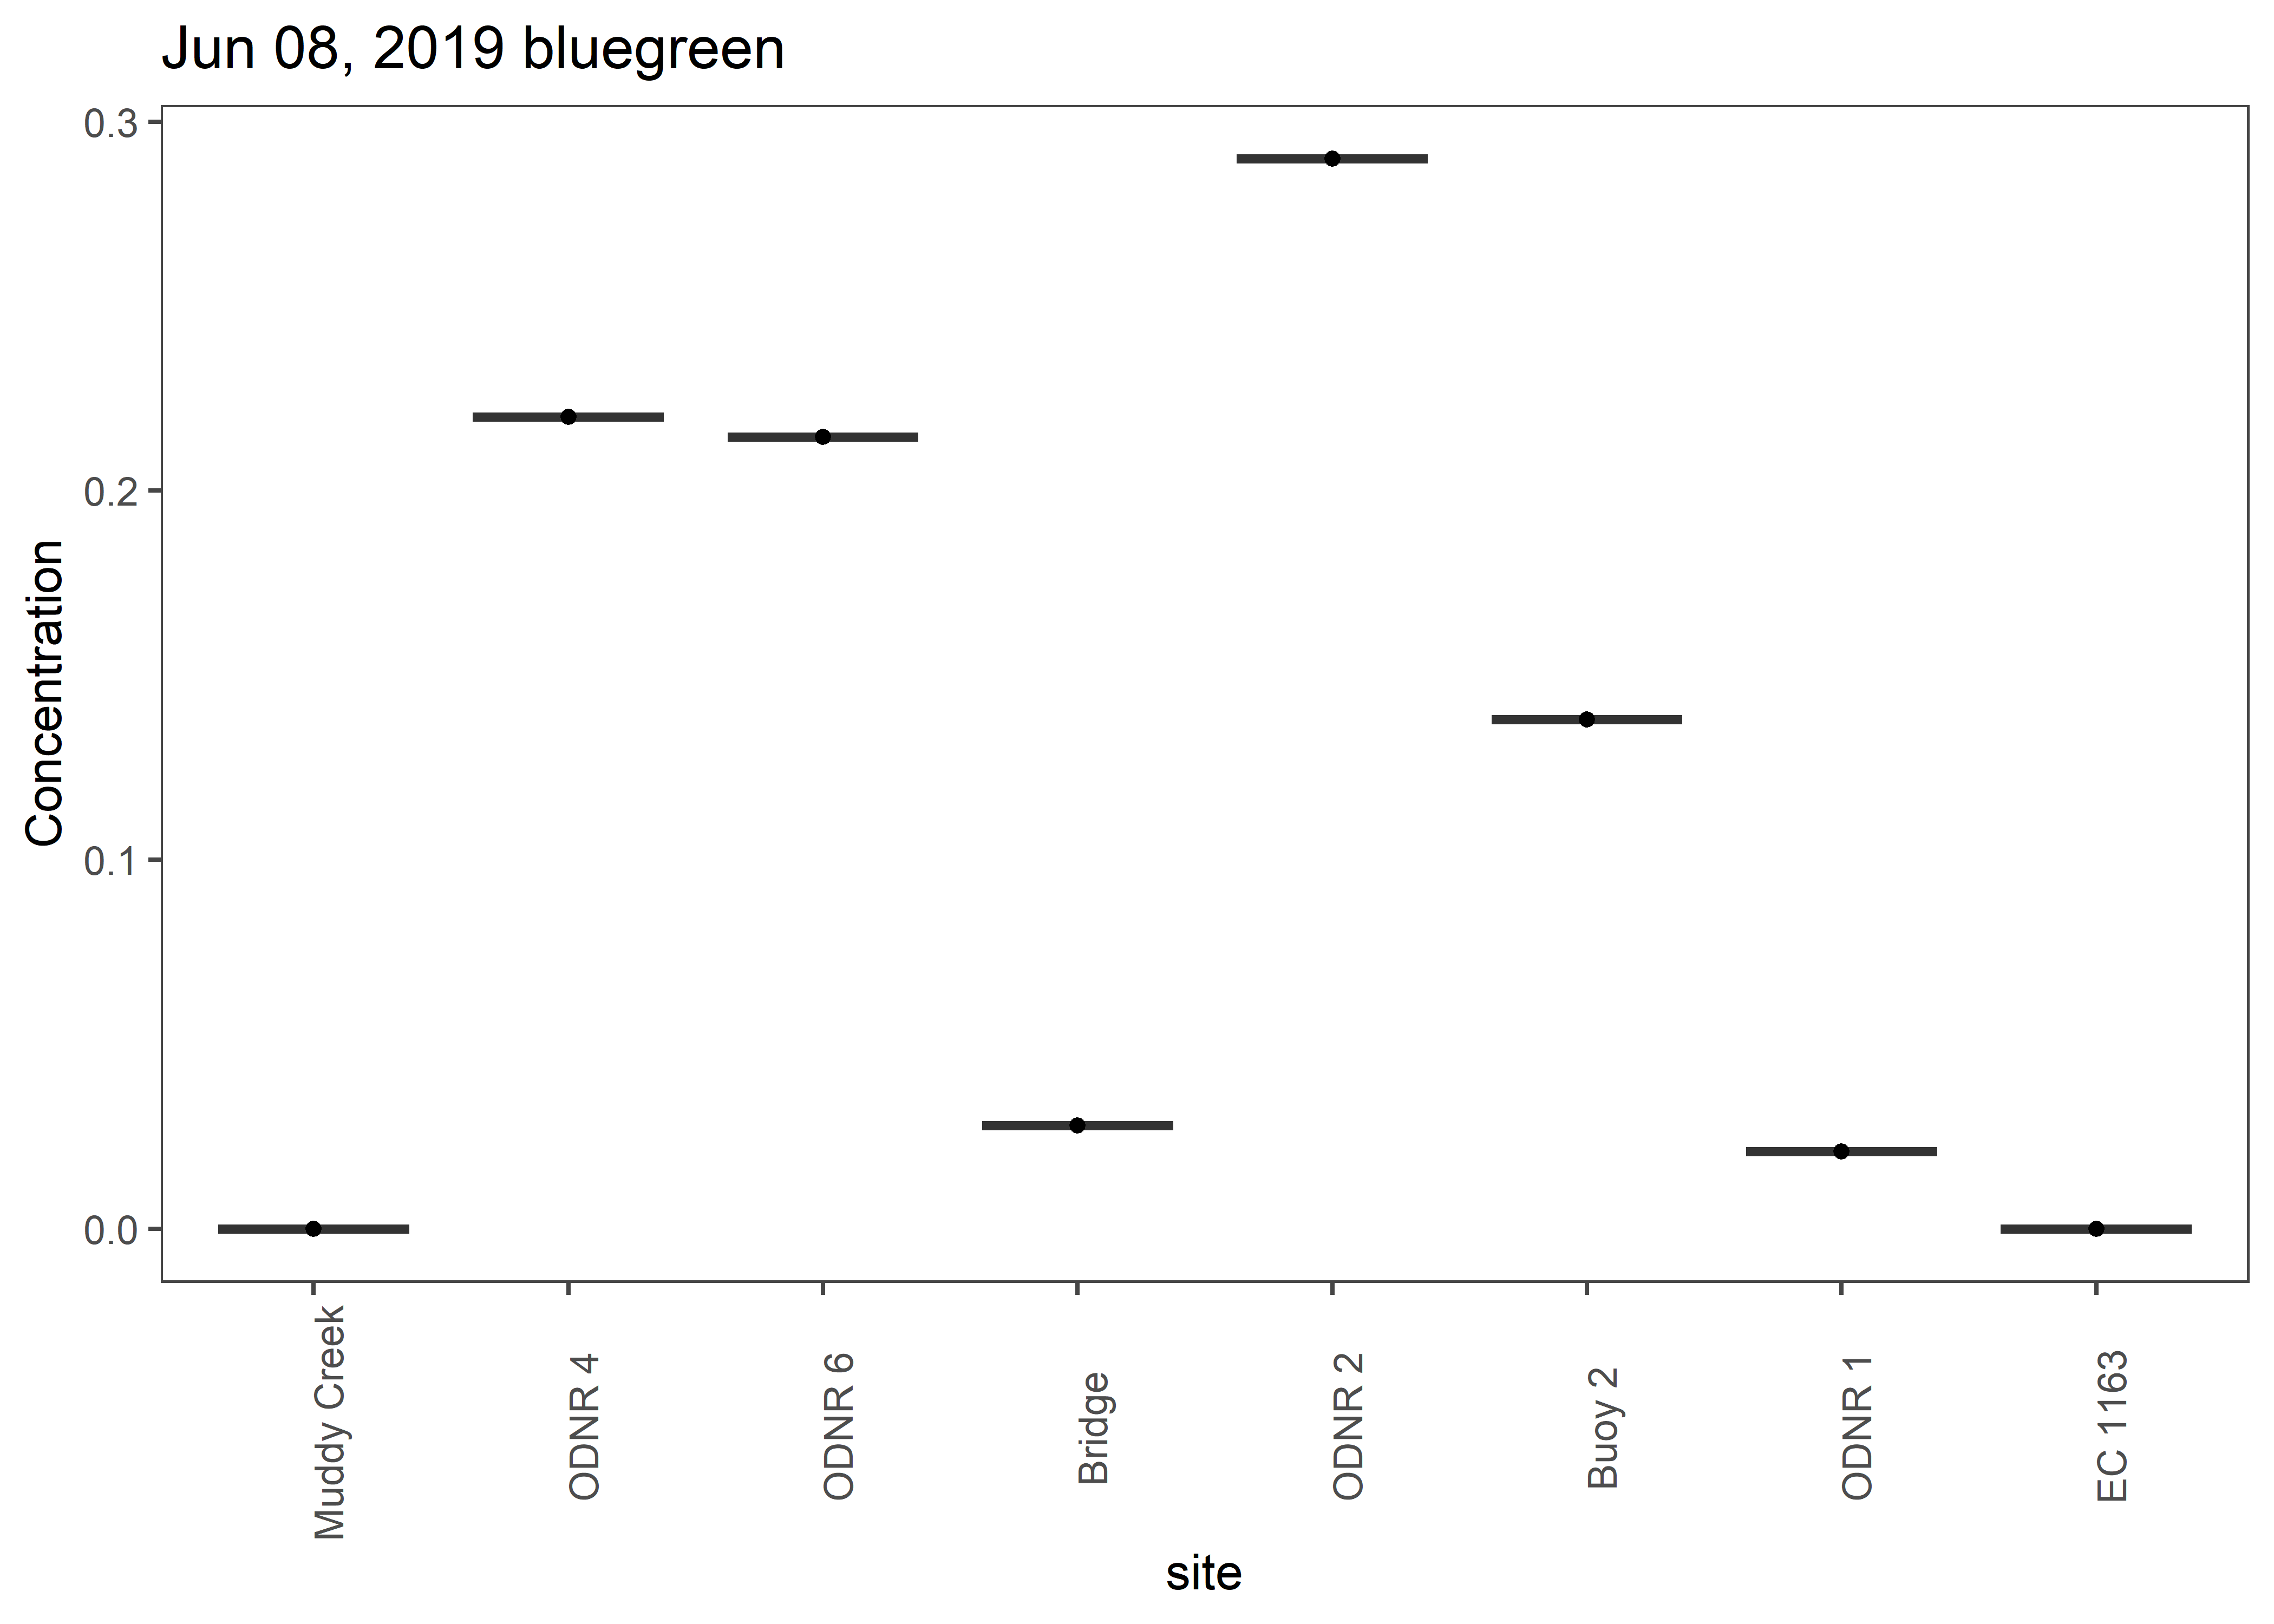 Jun 08, 2019 bluegreen
0.3
0.2
0.1
0.0
Concentration
Muddy Creek
ODNR 4
ODNR 6
Bridge
ODNR 2
Buoy 2
ODNR 1
EC 1163
site